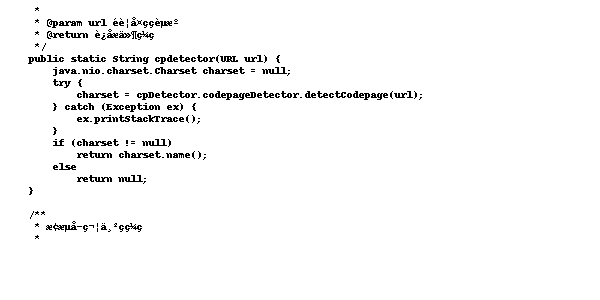 *
* @param url éè¦å¤ççèµæº
* @return è¿åæä»¶ç¼ç
*/
public static String cpdetector(URL url) {
java.nio.charset.Charset charset = null;
try {
charset = cpDetector.codepageDetector.detectCodepage(url);
} catch (Exception ex) {
ex.printStackTrace();
}
if (charset != null)
return charset.name();
else
return null;
}
/**
* æ¢æµå­ç¬¦ä¸²çç¼ç
*